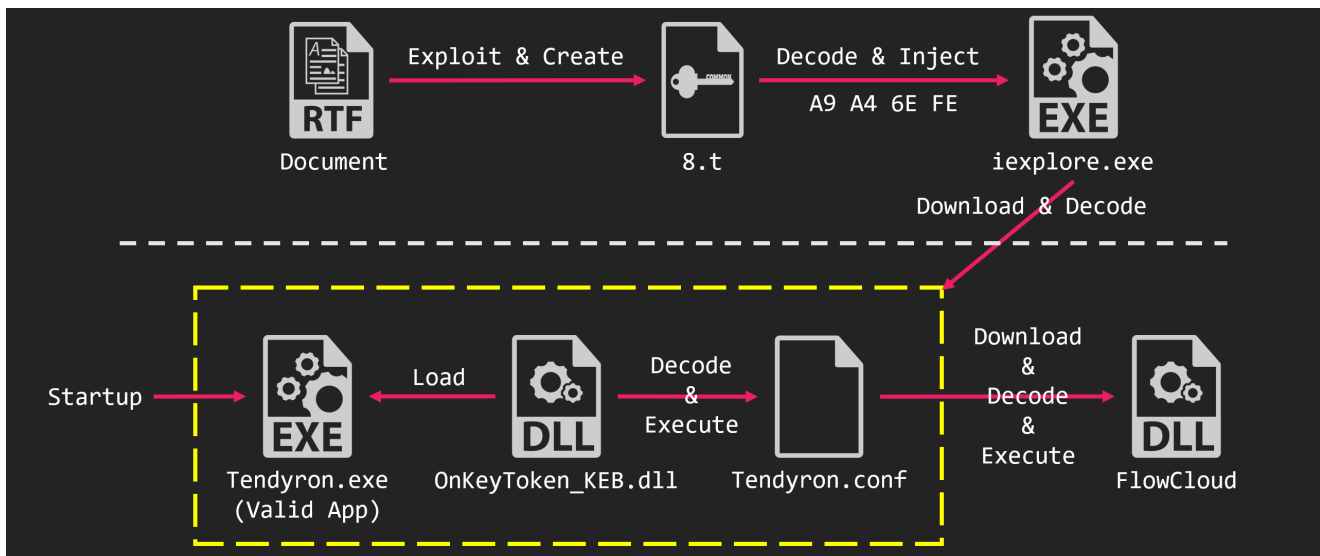 Exploit & Create
Decode & Inject
A9 A4 6E FE
A
RTF
COMMON
EXE
Document
8.t
iexplore.exe
Download & Decode
Startup
Load
Decode
&
Execute
Download
&
Decode
&
Execute
EXE
DLL
DLL
Tendyron.exe
(Valid App)
OnKeyToken_KEB.dll
Tendyron.conf
FlowCloud